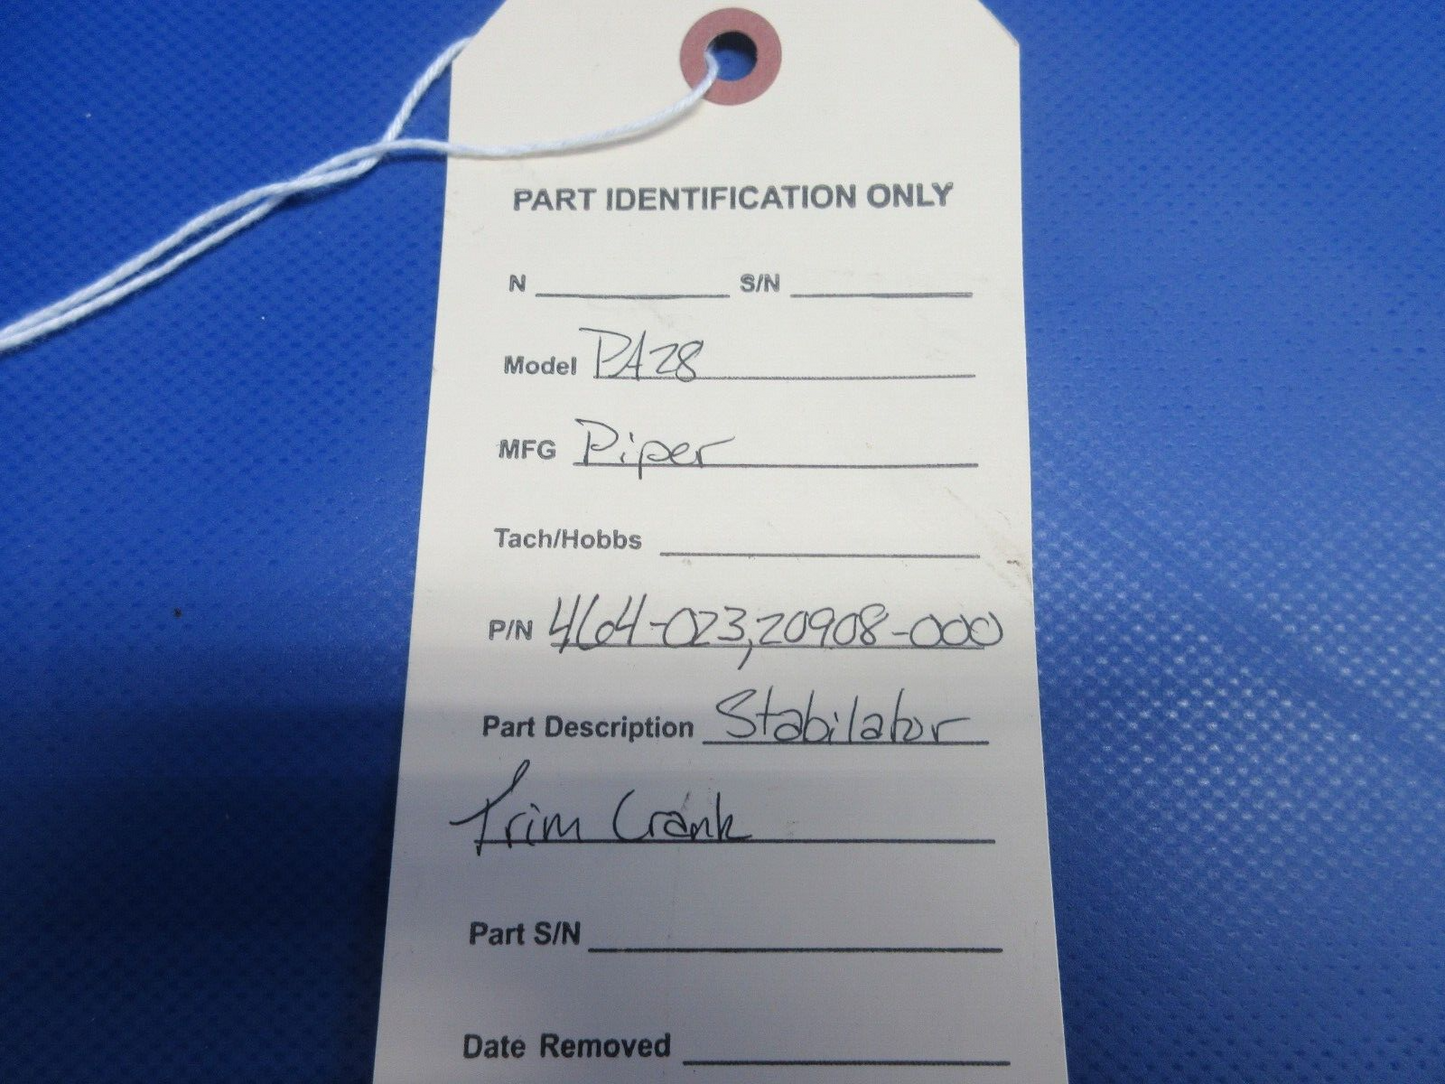 PART IDENTIFICATION ONLY
N S/N
Model PA28
MFG Piper
Tach/Hobbs
P/N 464-023,20908-000
Part Description Stabilator
Trim Crank
Part S/N
Date Removed